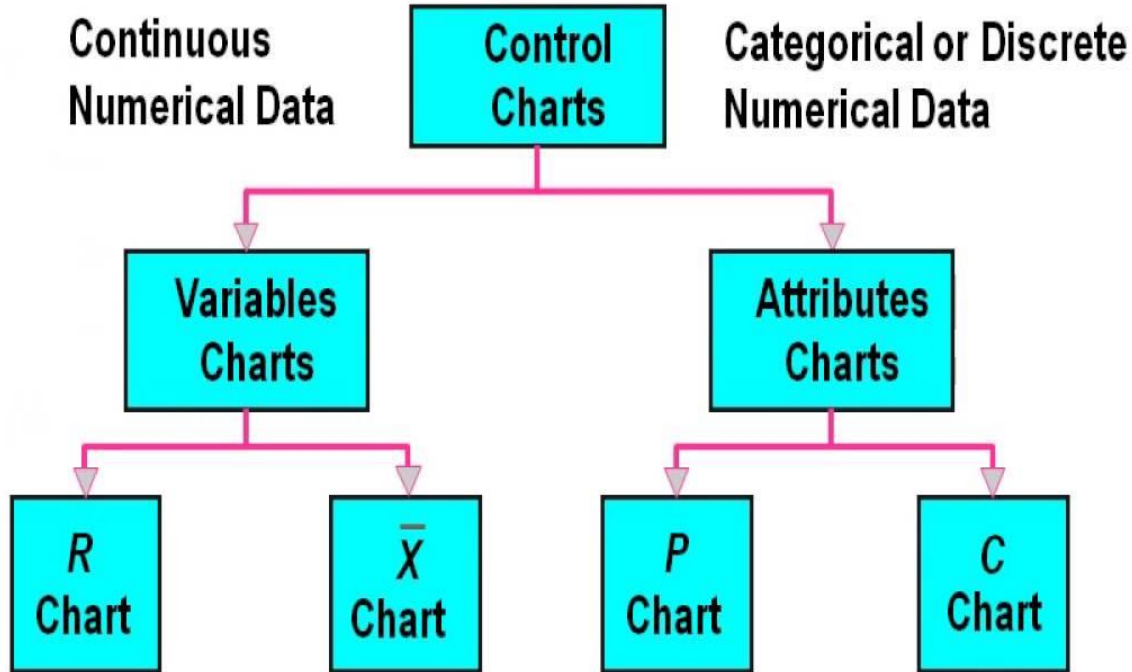 Continuous
Numerical Data
Control
Charts
Categorical or Discrete
Numerical Data
Variables
Charts
Attributes
Charts
R
Chart
X̄
Chart
P
Chart
C
Chart